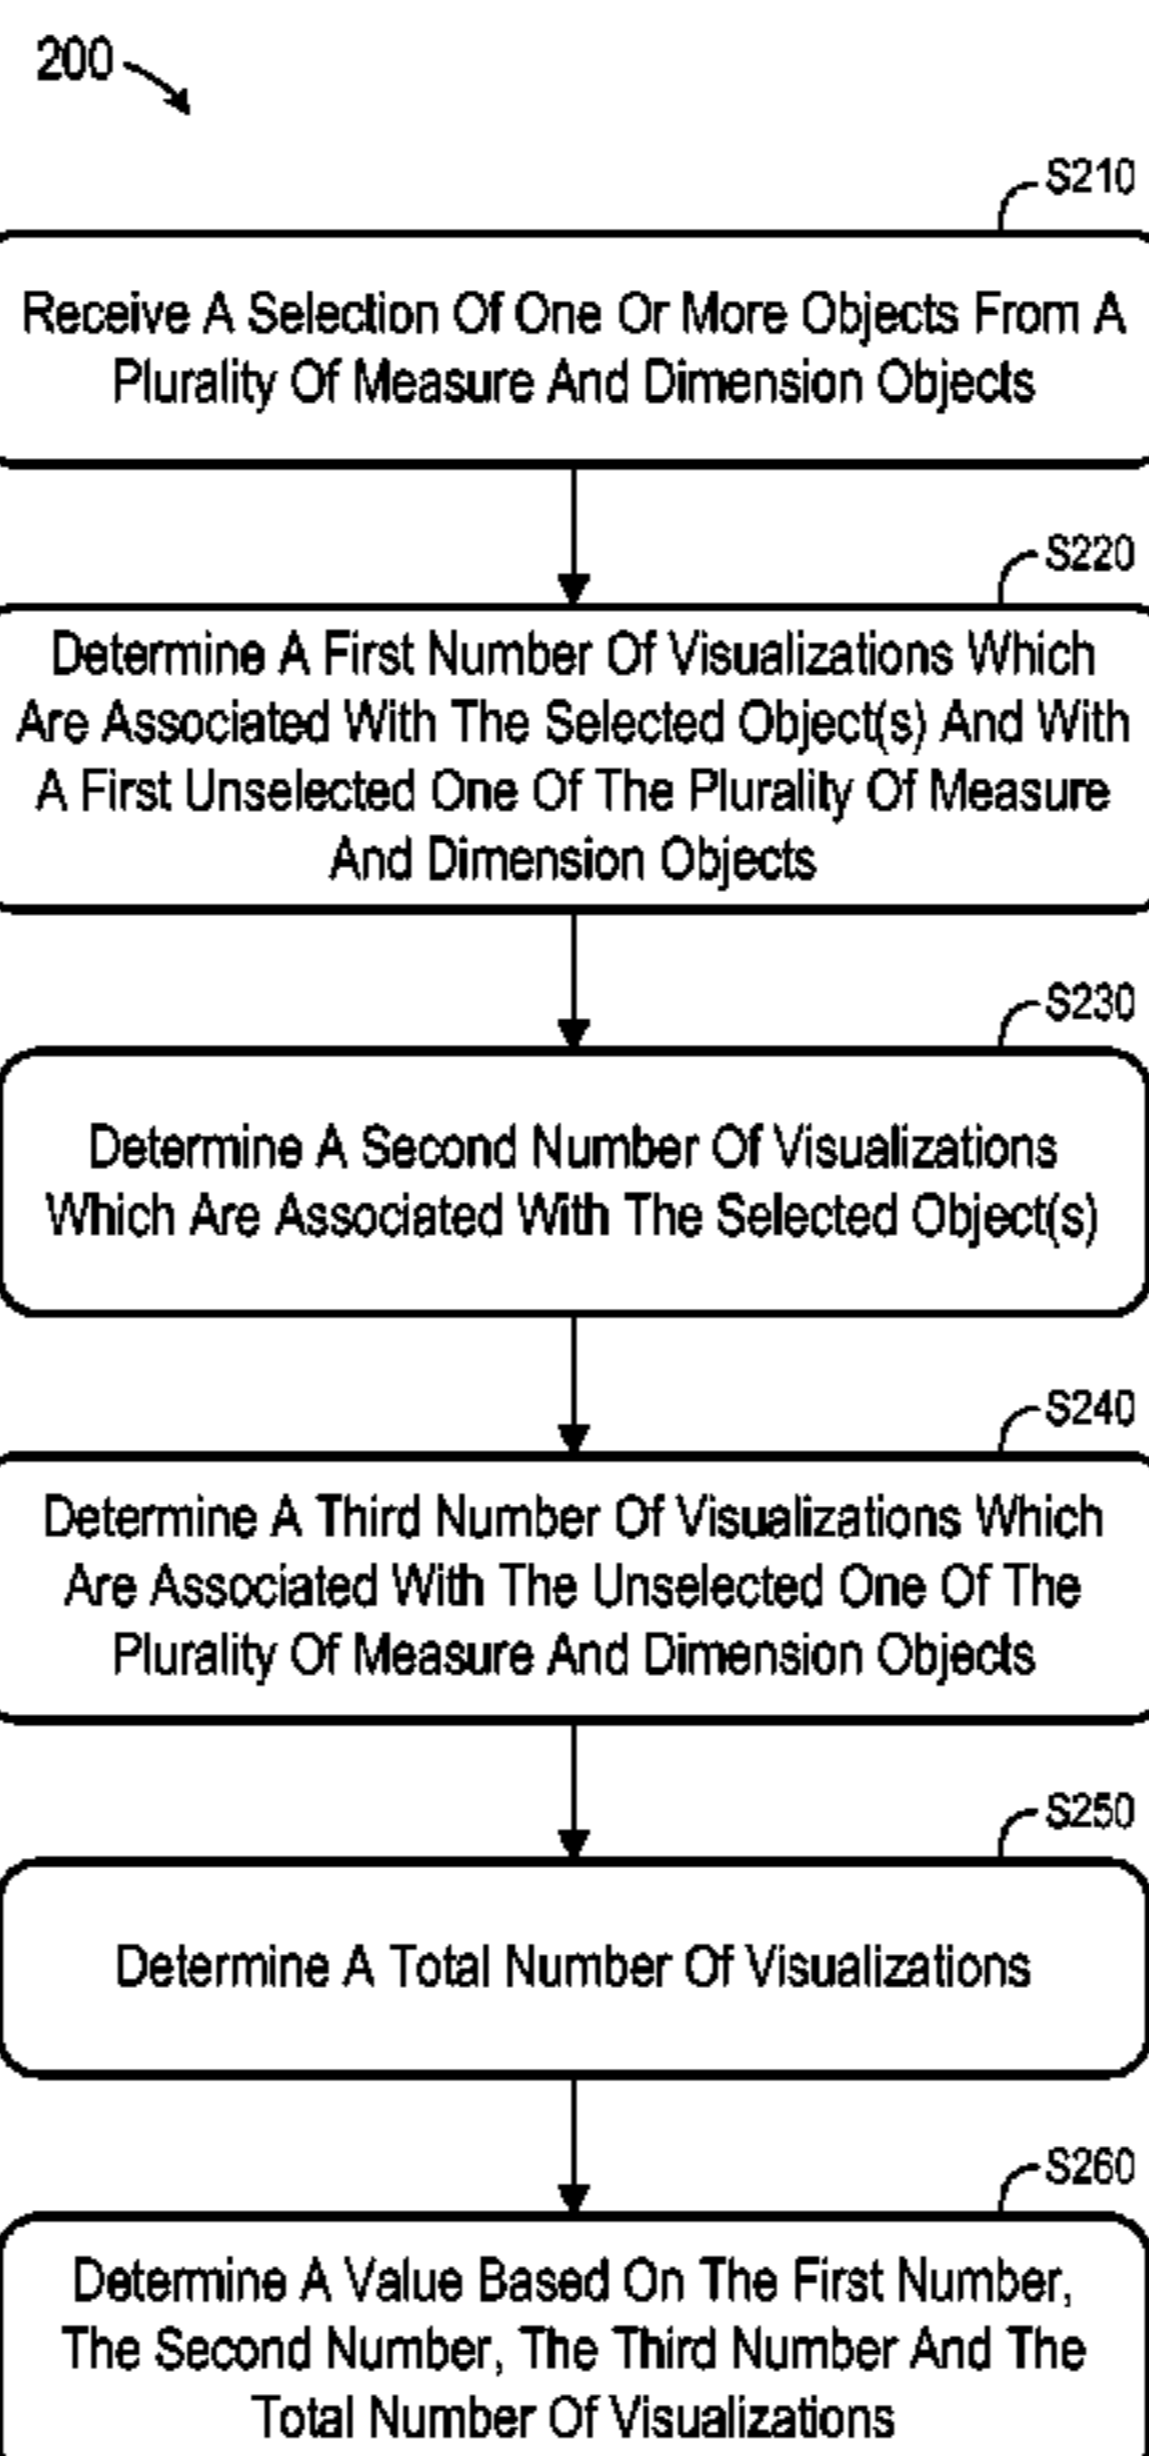 200
S210
Receive A Selection Of One Or More Objects From A
Plurality Of Measure And Dimension Objects
S220
Determine A First Number Of Visualizations Which
Are Associated With The Selected Object(s) And With
A First Unselected One Of The Plurality Of Measure
And Dimension Objects
S230
Determine A Second Number Of Visualizations
Which Are Associated With The Selected Object(s)
S240
Determine A Third Number Of Visualizations Which
Are Associated With The Unselected One Of The
Plurality Of Measure And Dimension Objects
S250
Determine A Total Number Of Visualizations
S260
Determine A Value Based On The First Number,
The Second Number, The Third Number And The
Total Number Of Visualizations